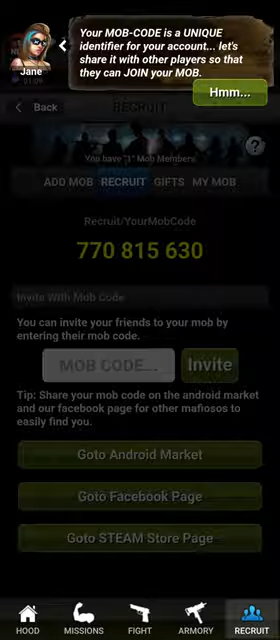 Your MOB-CODE is a UNIQUE
identifier for your account... let's
share it with other players so that
they can JOIN your MOB.
Jane
Hmm...
Back
RECRUIT
You have "1" Mob Members
?
ADD MOB RECRUIT GIFTS MY MOB
Recruit/YourMobCode
770 815 630
Invite With Mob Code
You can invite your friends to your mob by
entering their mob code.
MOB CODE... Invite
Tip: Share your mob code on the android market
and our facebook page for other mafiosos to
easily find you.
Goto Android Market
Goto Facebook Page
Goto STEAM Store Page
HOOD MISSIONS FIGHT ARMORY RECRUIT